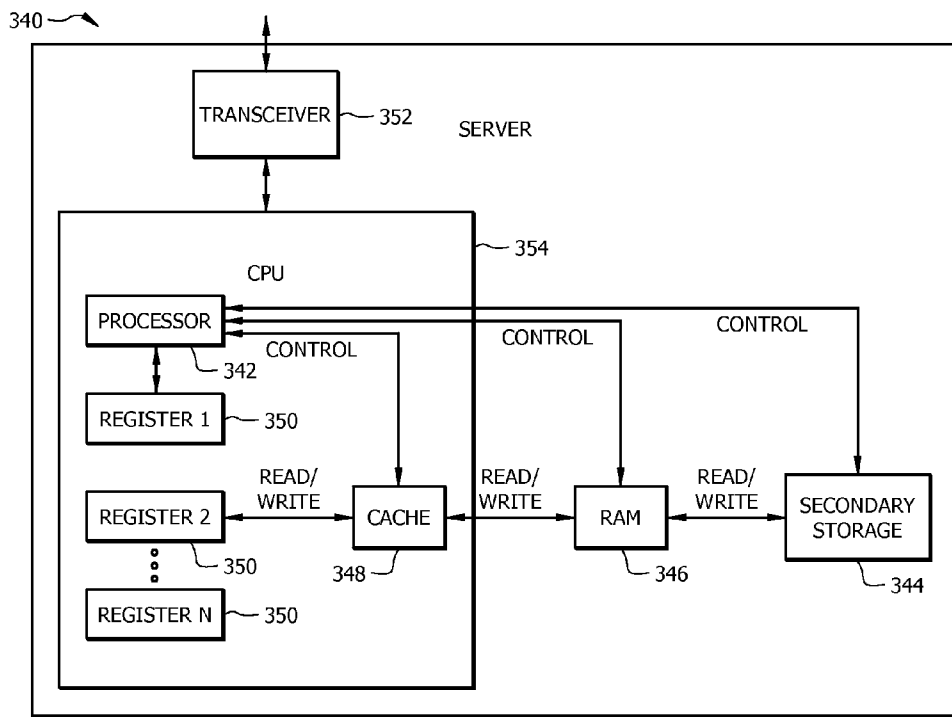 340
TRANSCEIVER
352
SERVER
354
CPU
PROCESSOR
CONTROL
CONTROL
CONTROL
342
REGISTER 1
350
READ/
WRITE
READ/
WRITE
READ/
WRITE
REGISTER 2
CACHE
RAM
SECONDARY
STORAGE
350
348
346
344
REGISTER N
350